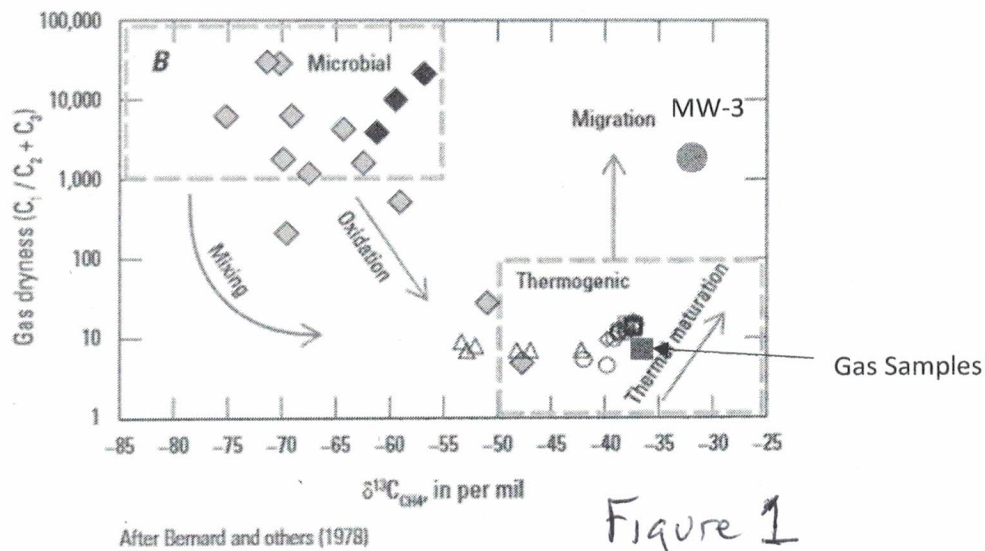 100,000
10,000
1,000
100
10
1
Gas dryness (C₁ / C₂ + C₃)
B
Microbial
Migration
MW-3
Mixing
Oxidation
Thermogenic
Thermal maturation
Gas Samples
−85 −80 −75 −70 −65 −60 −55 −50 −45 −40 −35 −30 −25
δ¹³C_CH4, in per mil
After Bernard and others (1978)
Figure 1